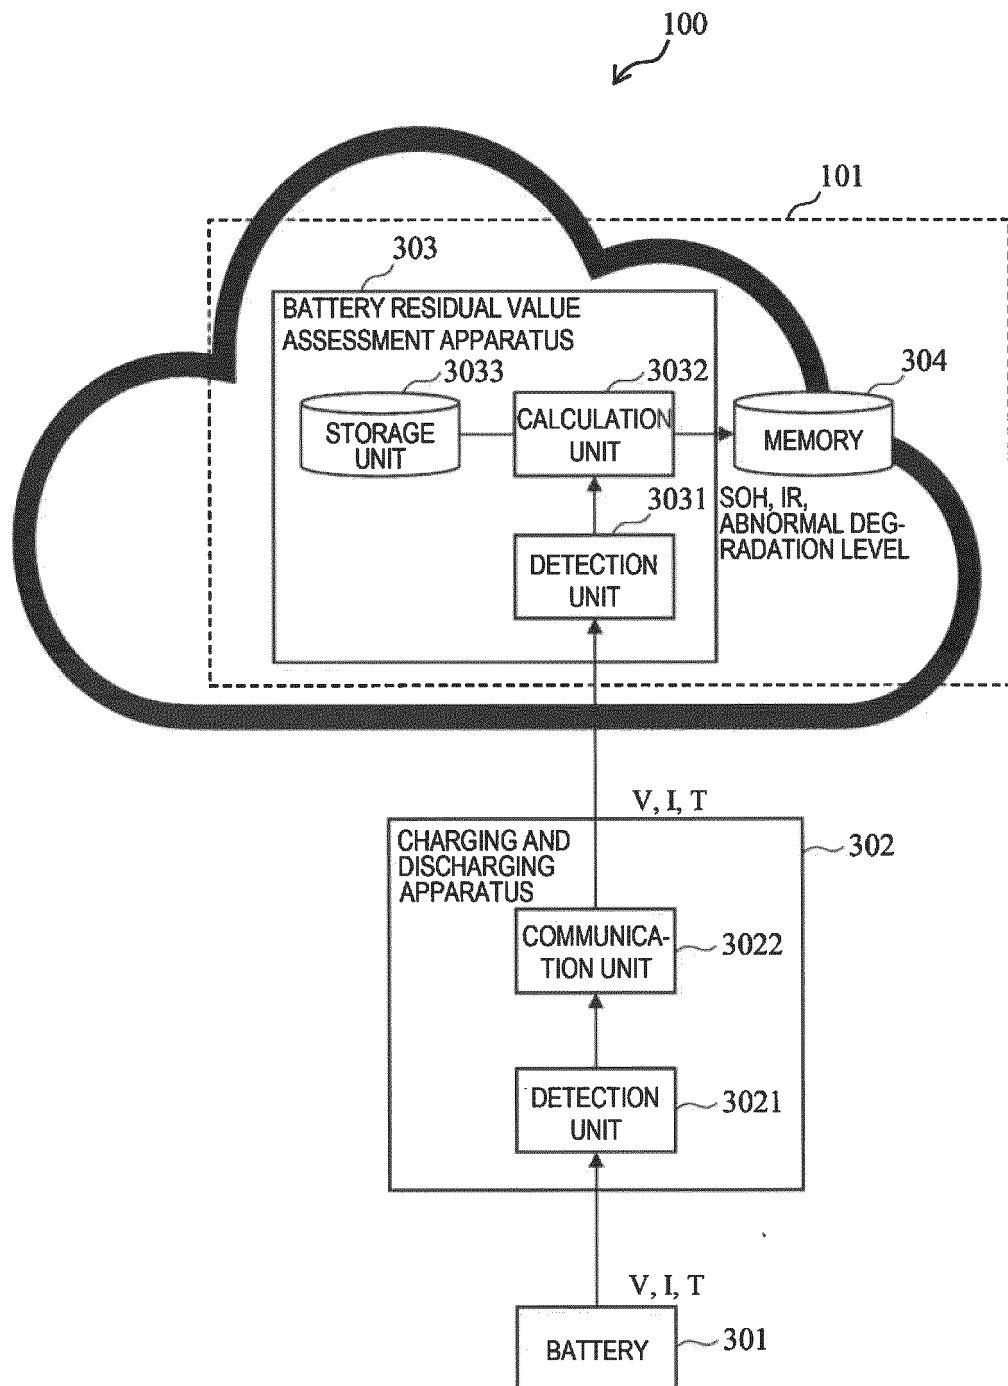 100
101
303
BATTERY RESIDUAL VALUE
ASSESSMENT APPARATUS
3033
3032
304
STORAGE
UNIT
CALCULATION
UNIT
MEMORY
3031
SOH, IR,
ABNORMAL DEG-
RADATION LEVEL
DETECTION
UNIT
V, I, T
CHARGING AND
DISCHARGING
APPARATUS
302
COMMUNICA-
TION UNIT
3022
DETECTION
UNIT
3021
V, I, T
BATTERY
301